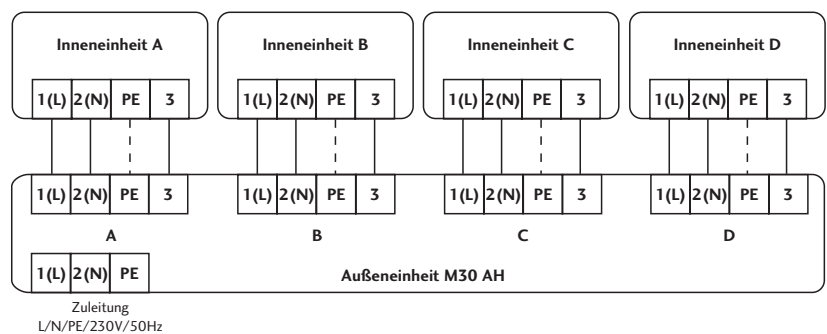 Inneneinheit A Inneneinheit B Inneneinheit C Inneneinheit D
1(L) 2(N) PE 3 1(L) 2(N) PE 3 1(L) 2(N) PE 3 1(L) 2(N) PE 3
1(L) 2(N) PE 3 1(L) 2(N) PE 3 1(L) 2(N) PE 3 1(L) 2(N) PE 3
A B C D
1(L) 2(N) PE Außeneinheit M30 AH
Zuleitung
L/N/PE/230V/50Hz